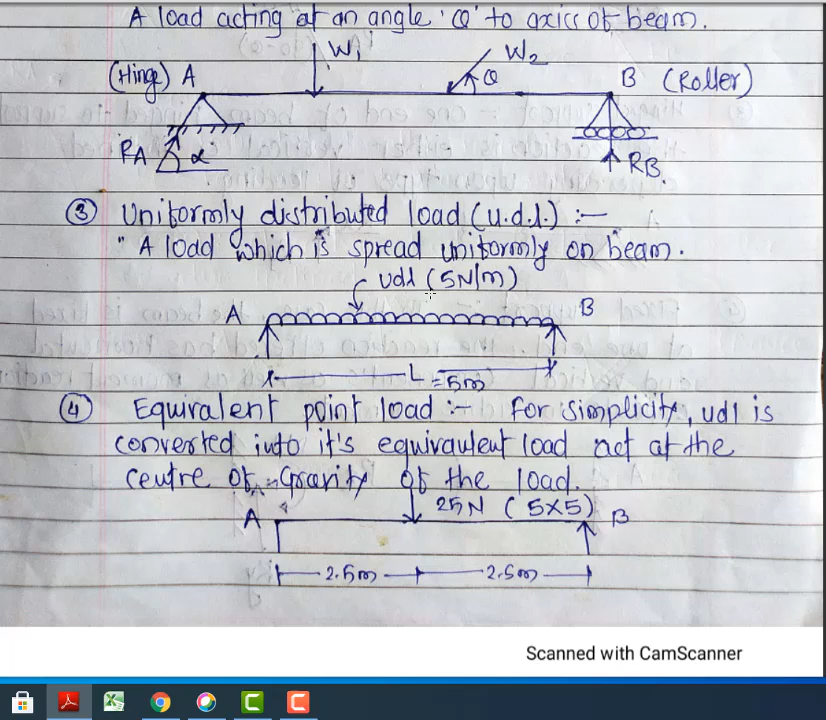 A load acting at an angle 'θ' to axis of beam.
W₁ W₂
(Hinge) A θ B (Roller)
RA α RB.
③ Uniformly distributed load (u.d.l.) :-
" A load which is spread uniformly on beam.
udl (5N/m)
A B
L = 5m
④ Equivalent point load :- for simplicity, udl is
converted into it's equivaulent load act at the
centre of Gravity of the load.
25N (5×5)
A B
2.5m 2.5m
Scanned with CamScanner